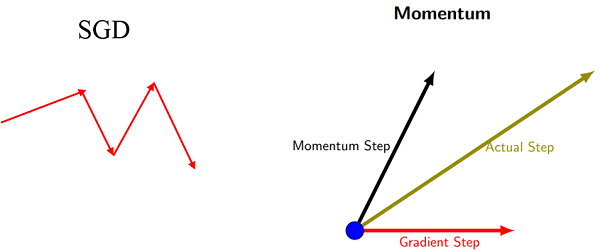 SGD
Momentum
Momentum Step
Actual Step
Gradient Step